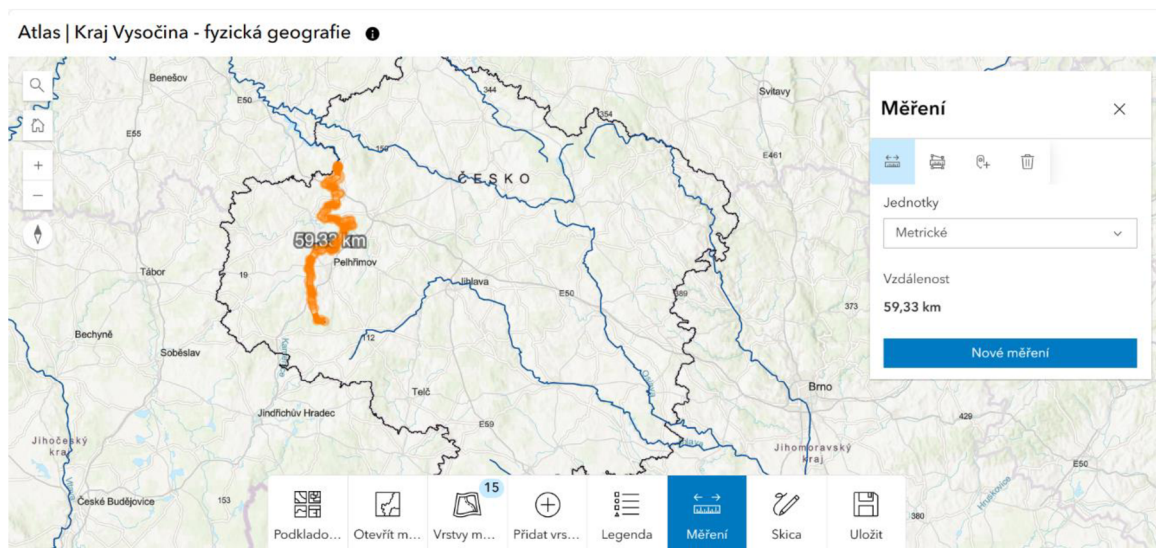 Atlas | Kraj Vysočina - fyzická geografie
Benešov
E50
344
Svitavy
354
E55
150
E461
ČESKO
59,33 km
Pelhřimov
Tábor
19
Jihlava
E50
389
373
Bechyně
Soběslav
112
Brno
Telč
Jindřichův Hradec
E59
429
Jihočeský
kraj
Jihomoravský
kraj
E50
České Budějovice
153
380
Měření
Jednotky
Metrické
Vzdálenost
59,33 km
Nové měření
15
Podklado...
Otevřít m...
Vrstvy m...
Přidat vrs...
Legenda
Měření
Skica
Uložit